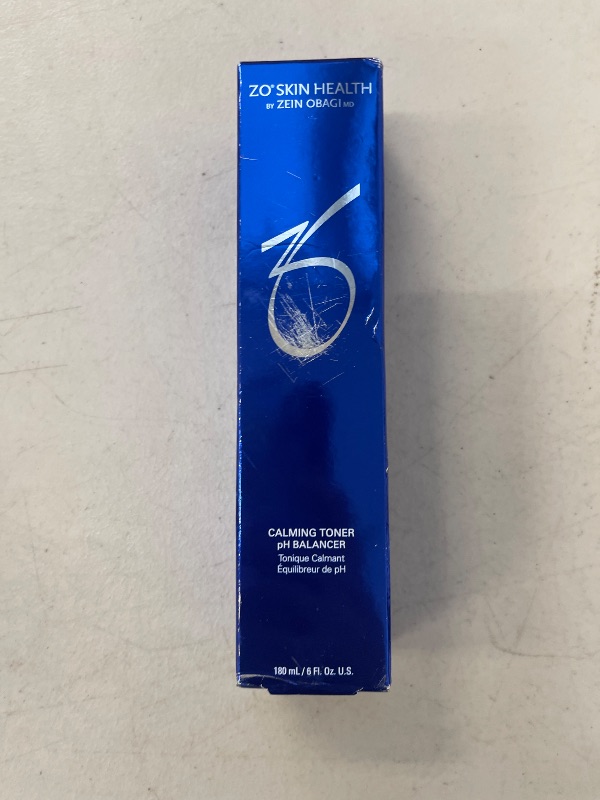 ZO® SKIN HEALTH
BY ZEIN OBAGI MD
CALMING TONER
pH BALANCER
Tonique Calmant
Équilibreur de pH
180 mL / 6 Fl. Oz. U.S.